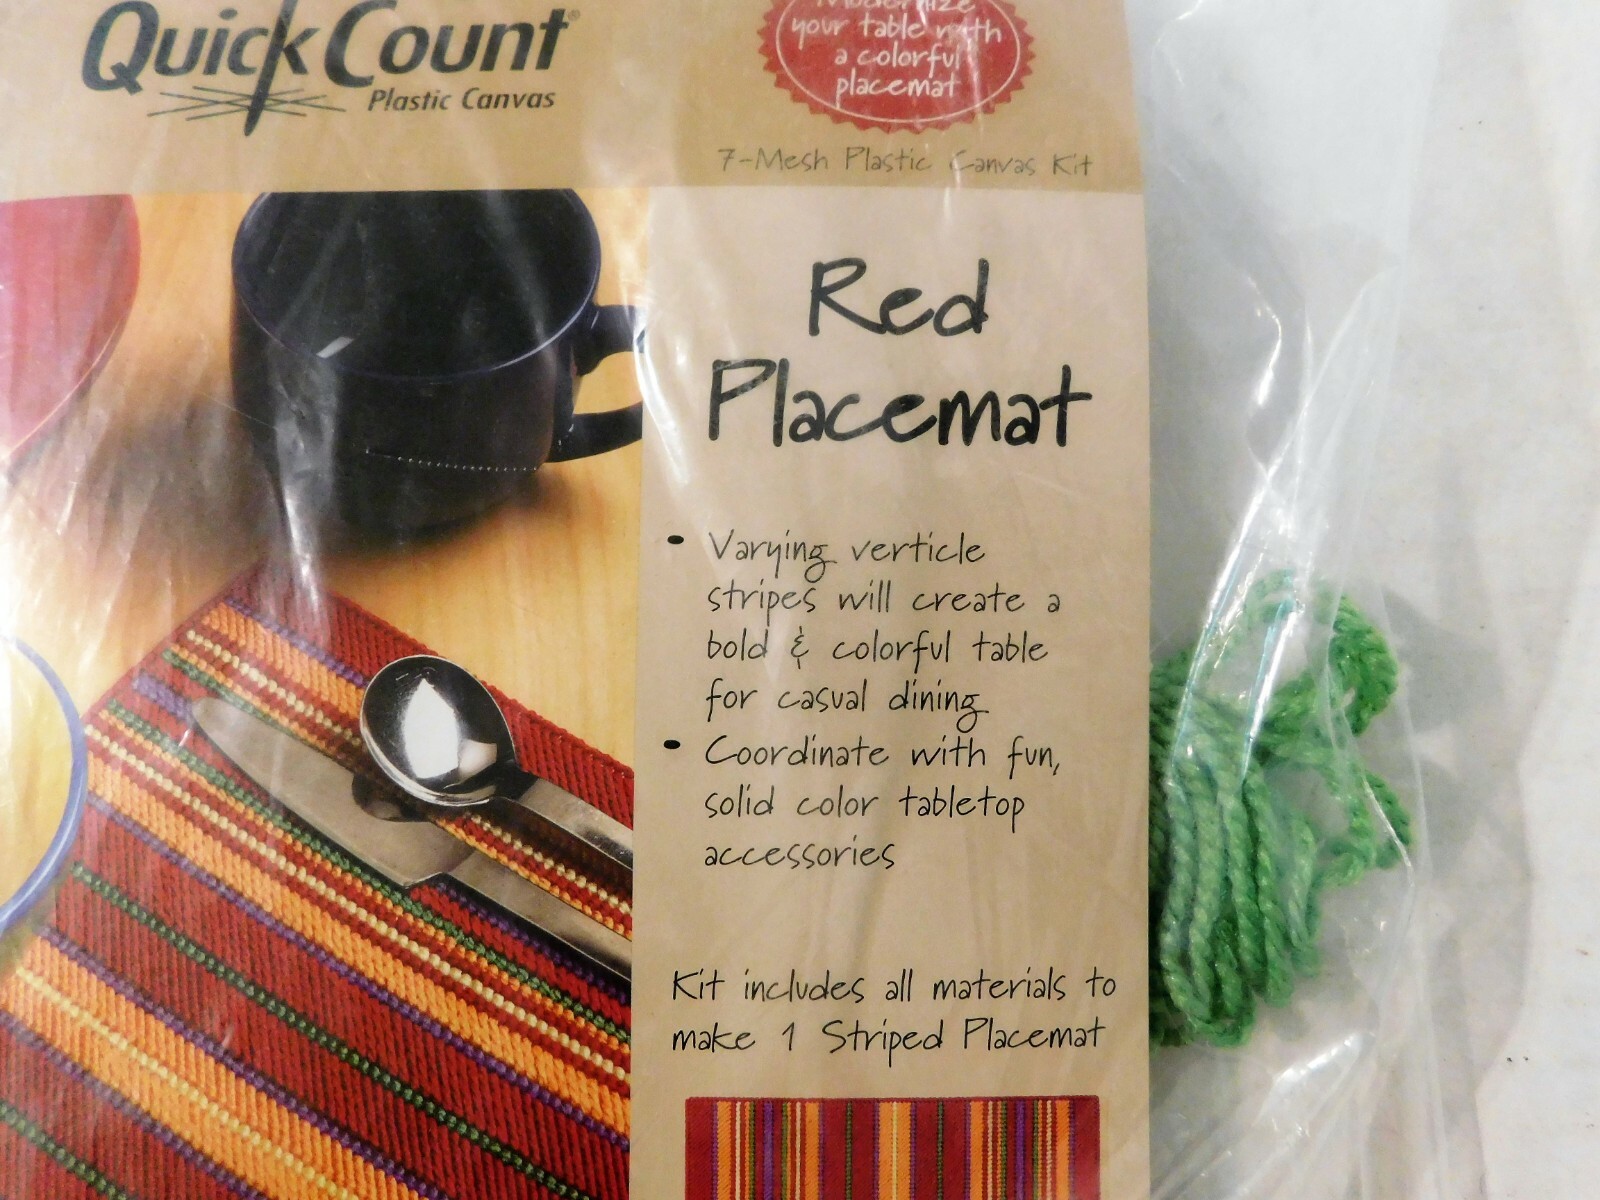 QuickCount®
Plastic Canvas
Modernize
your table with
a colorful
placemat
7-Mesh Plastic Canvas Kit
Red
Placemat
• Varying verticle
stripes will create a
bold & colorful table
for casual dining
• Coordinate with fun,
solid color tabletop
accessories
Kit includes all materials to
make 1 Striped Placemat